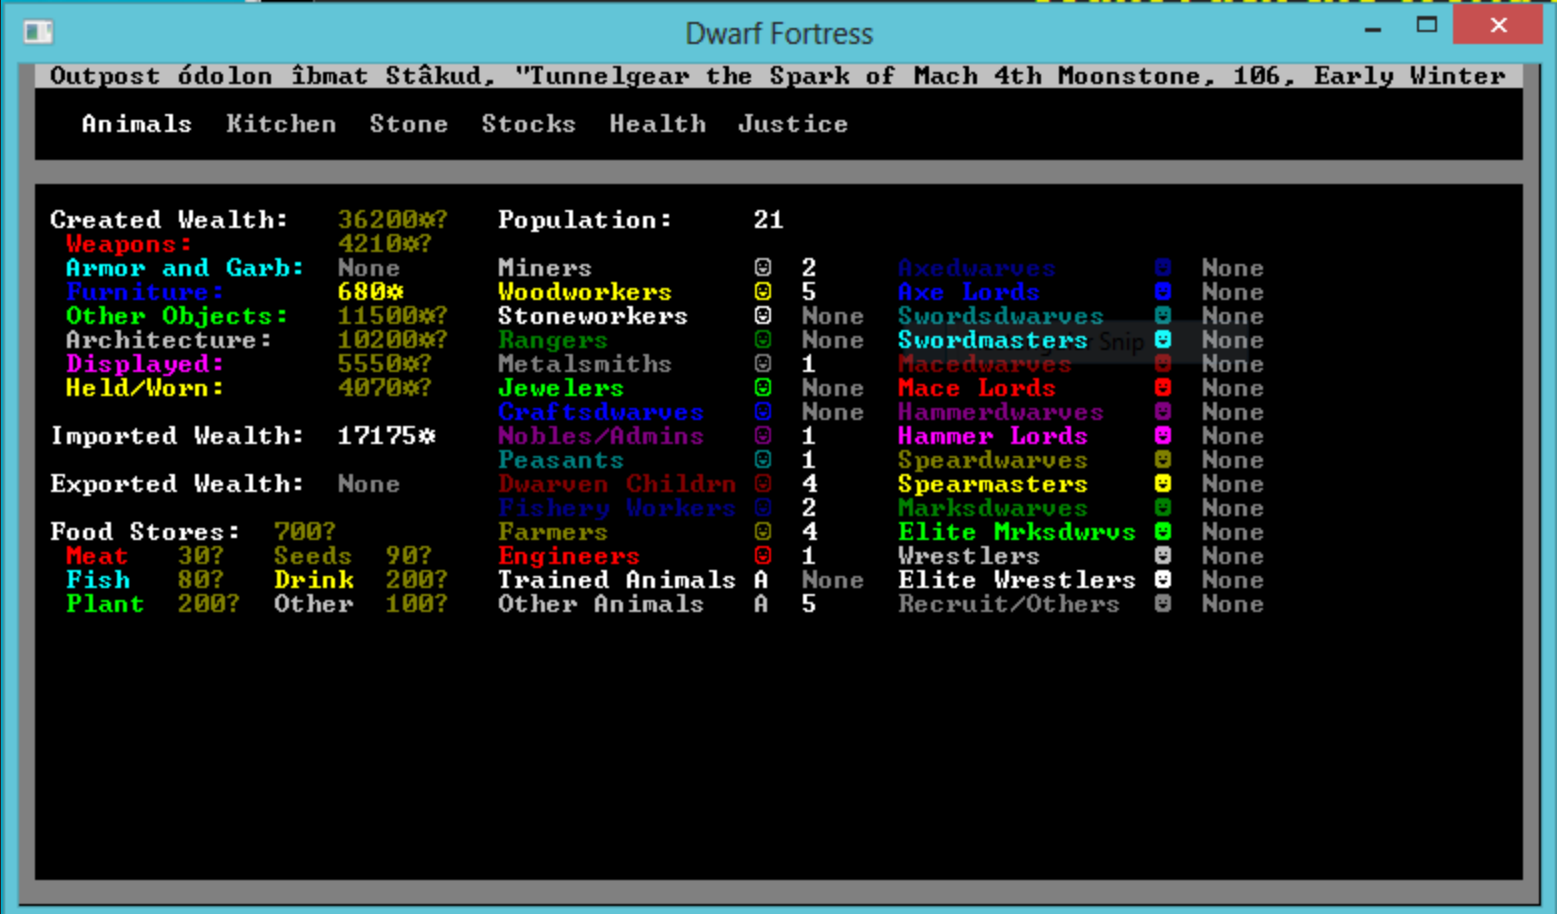 Dwarf Fortress
Outpost ódolon îbmat Stâkud, "Tunnelgear the Spark of Mach 4th Moonstone, 106, Early Winter
Animals Kitchen Stone Stocks Health Justice
Created Wealth: 36200☼? Population: 21
Weapons: 4210☼?
Armor and Garb: None Miners ☺ 2 Axedwarves ☻ None
Furniture: 680☼ Woodworkers ☺ 5 Axe Lords ☻ None
Other Objects: 11500☼? Stoneworkers ☺ None Swordsdwarves ☻ None
Architecture: 10200☼? Rangers ☺ None Swordmasters ☻ None
Snip
Displayed: 5550☼? Metalsmiths ☺ 1 Macedwarves ☻ None
Held/Worn: 4070☼? Jewelers ☺ None Mace Lords ☻ None
Craftsdwarves ☺ None Hammerdwarves ☻ None
Imported Wealth: 17175☼ Nobles/Admins ☺ 1 Hammer Lords ☻ None
Peasants ☺ 1 Speardwarves ☻ None
Exported Wealth: None Dwarven Childrn ☺ 4 Spearmasters ☻ None
Fishery Workers ☺ 2 Marksdwarves ☻ None
Food Stores: 700? Farmers ☺ 4 Elite Mrksdwrvs ☻ None
Meat 30? Seeds 90? Engineers ☺ 1 Wrestlers ☻ None
Fish 80? Drink 200? Trained Animals A None Elite Wrestlers ☻ None
Plant 200? Other 100? Other Animals A 5 Recruit/Others ☻ None